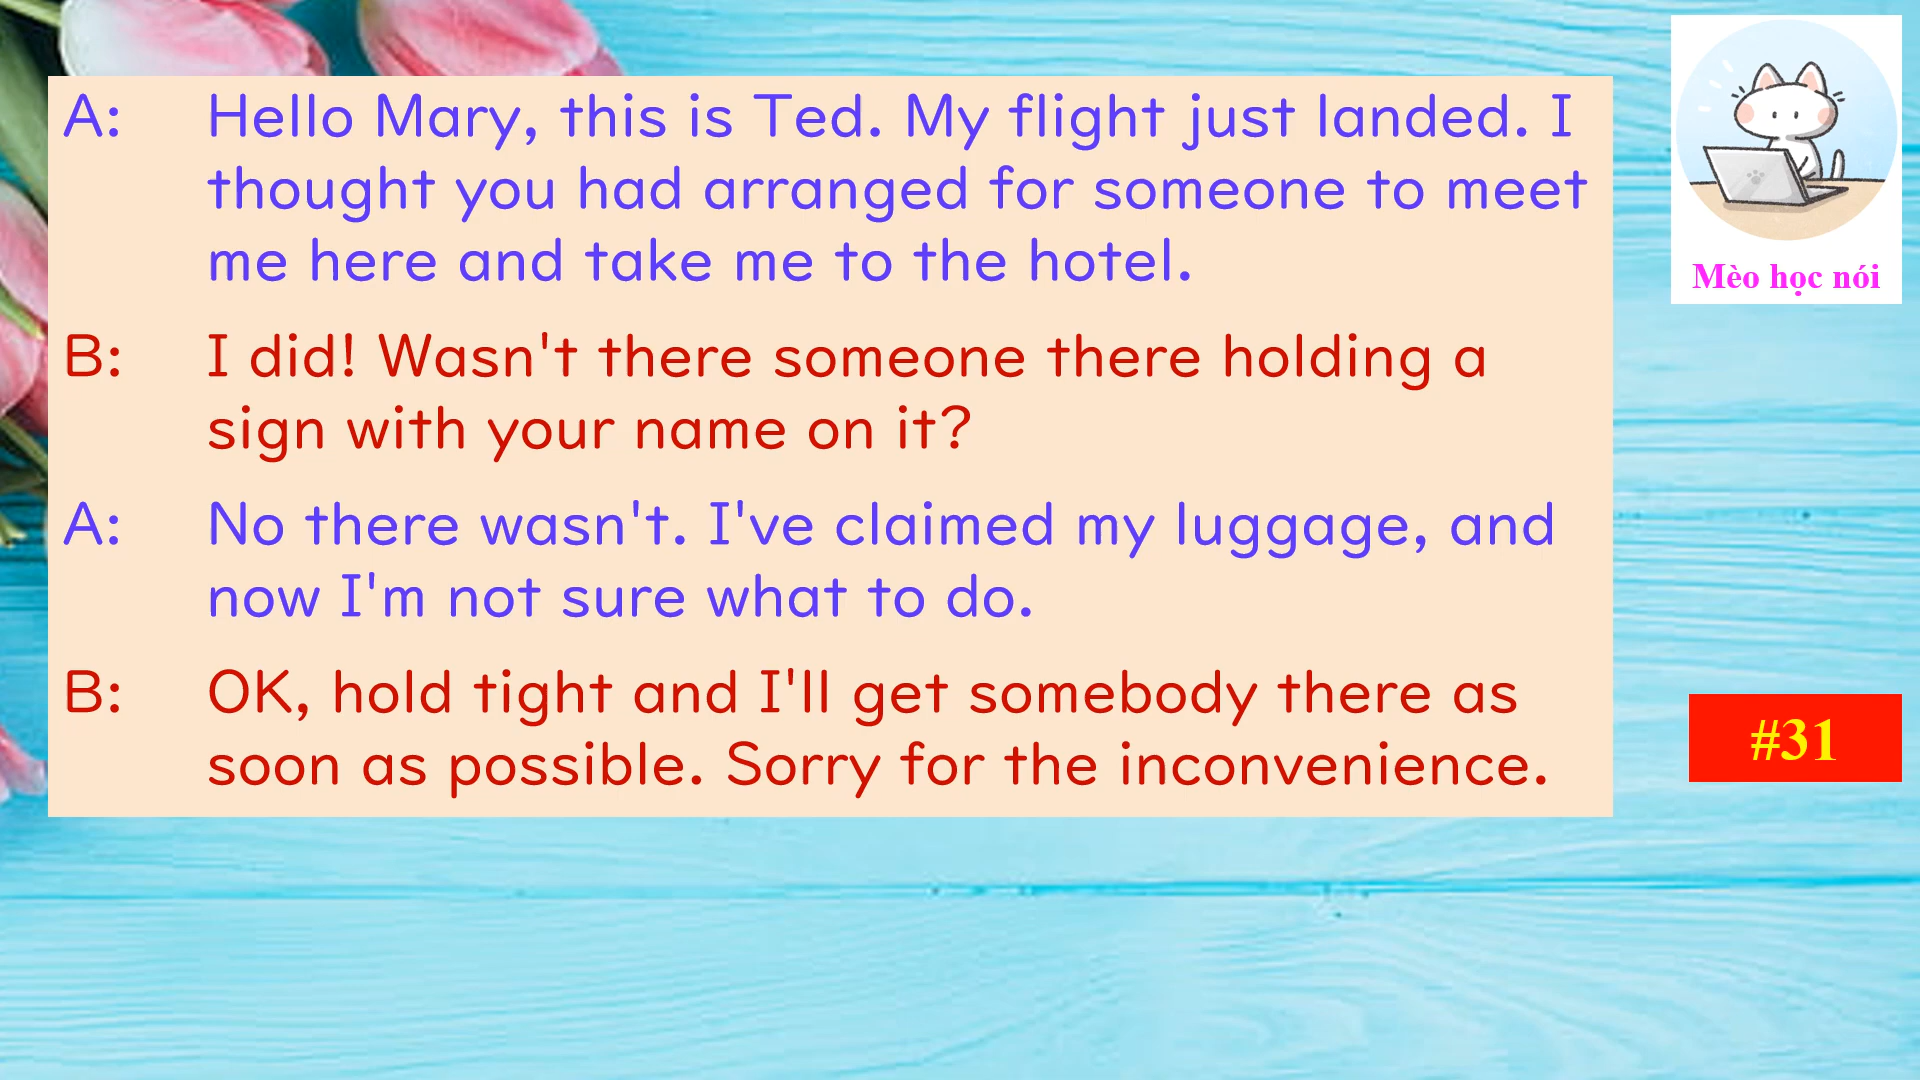 A: Hello Mary, this is Ted. My flight just landed. I
thought you had arranged for someone to meet
me here and take me to the hotel.
B: I did! Wasn't there someone there holding a
sign with your name on it?
A: No there wasn't. I've claimed my luggage, and
now I'm not sure what to do.
B: OK, hold tight and I'll get somebody there as
soon as possible. Sorry for the inconvenience.
Mèo học nói
#31